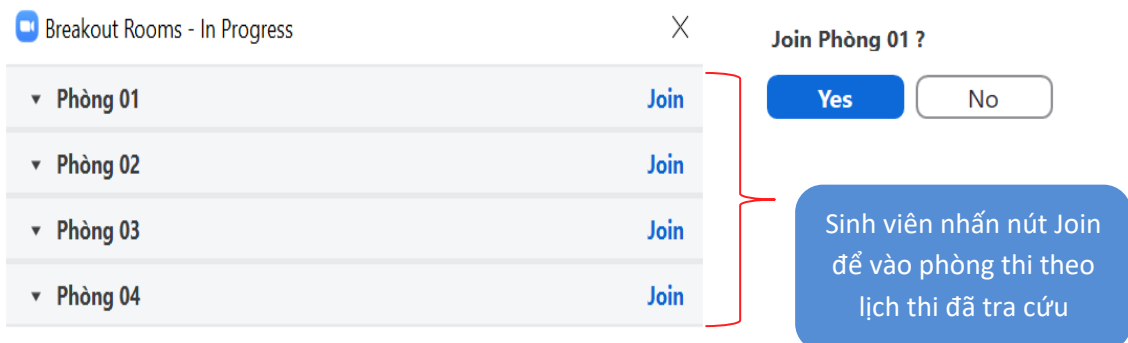 Breakout Rooms - In Progress
Phòng 01 Join
Phòng 02 Join
Phòng 03 Join
Phòng 04 Join
Join Phòng 01 ?
Yes No
Sinh viên nhấn nút Join
để vào phòng thi theo
lịch thi đã tra cứu